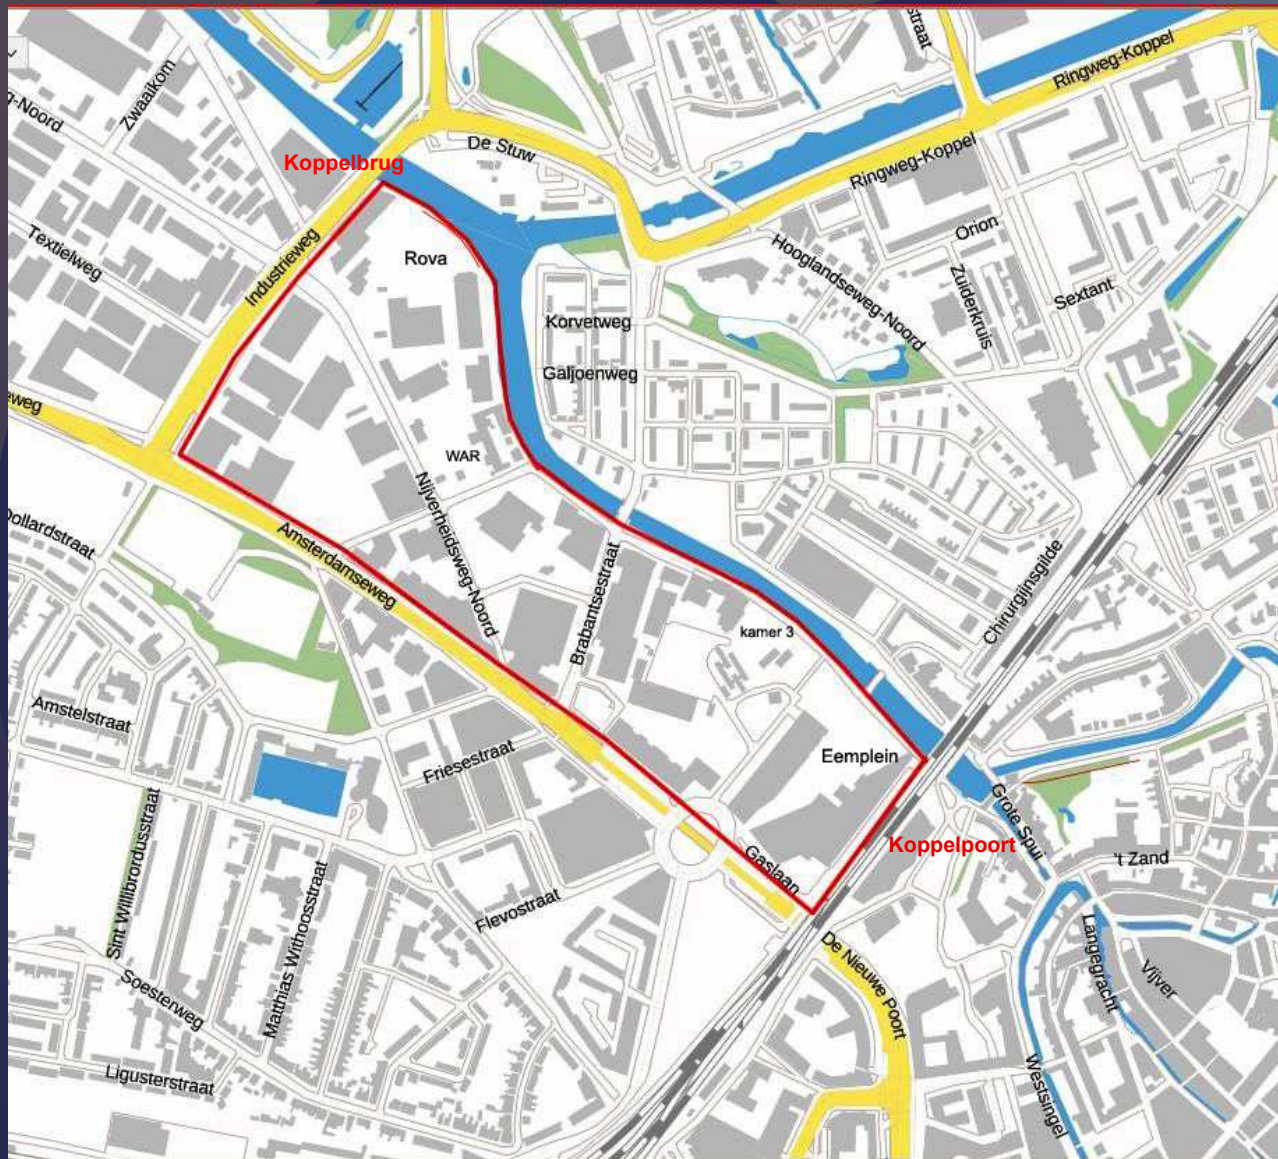 straat
Ringweg-Koppel
Zwaaikom
g-Noord
De Stuw
Koppelbrug
Ringweg-Koppel
Textielweg
Industrieweg
Rova
Orion
Hooglandseweg-Noord
Zuiderkruis
Sextant
Korvetweg
Galjoenweg
eweg
WAR
Nijverheidsweg-Noord
Dollardstraat
Amsterdamseweg
Brabantsestraat
Chirurgijnsgilde
kamer 3
Amstelstraat
Friesestraat
Eemplein
Grote Spui
Koppelpoort
't Zand
Gaslaan
Sint Willibrordusstraat
Matthias Withoosstraat
Flevostraat
De Nieuwe Poort
Langegracht
Vijver
Soesterweg
Ligusterstraat
Westsingel